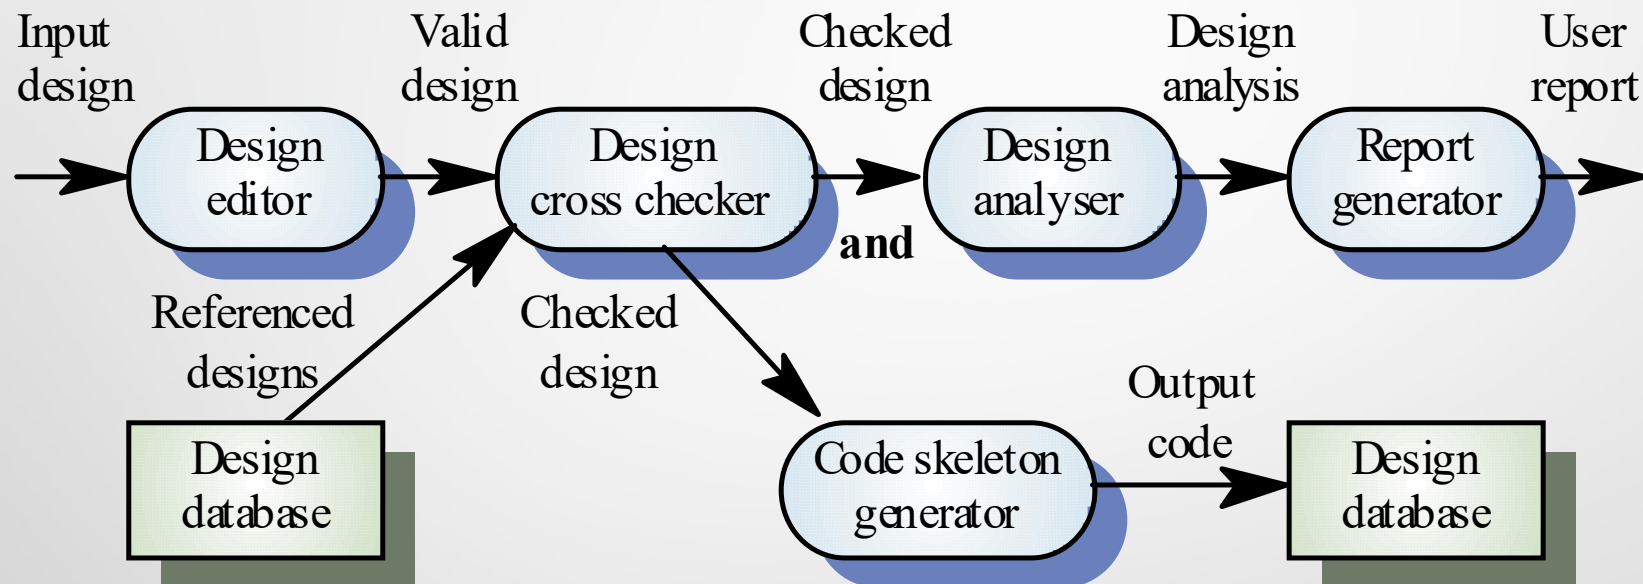 Input
design
Valid
design
Checked
design
Design
analysis
User
report
Design
editor
Design
cross checker
Design
analyser
Report
generator
and
Referenced
designs
Checked
design
Output
code
Design
database
Code skeleton
generator
Design
database